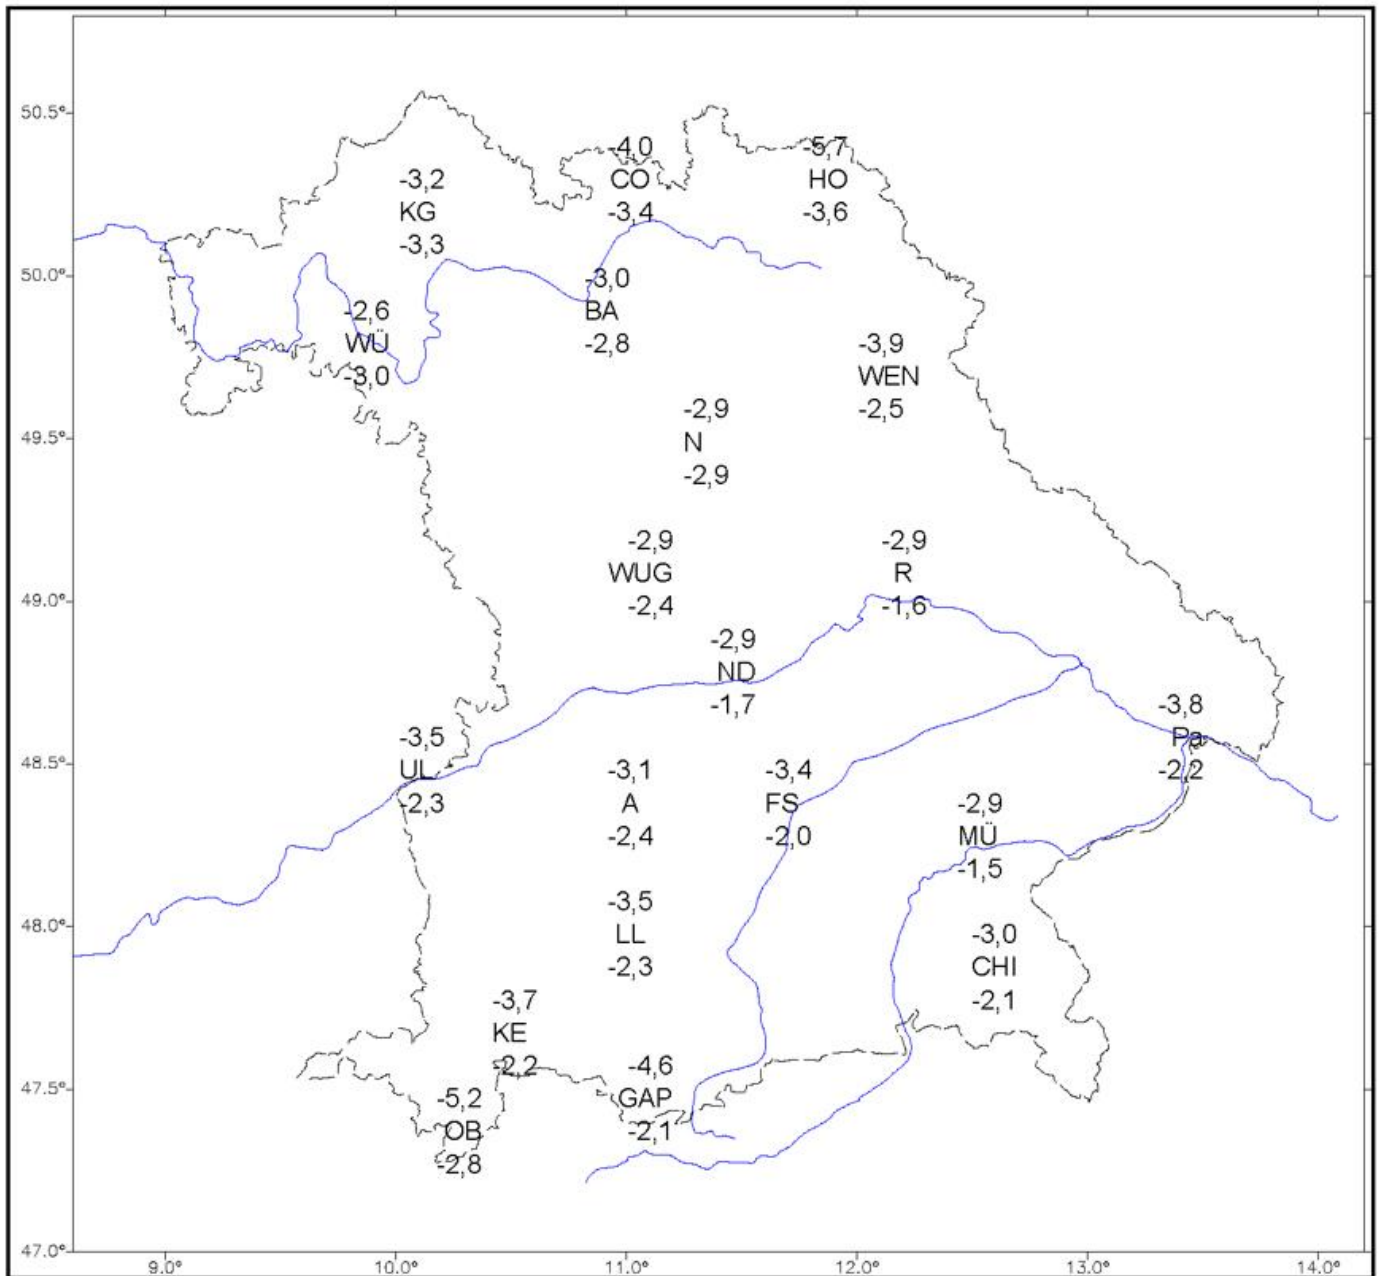 50.5°
-4,0
-5,7
CO
HO
-3,2
KG
-3,4
-3,6
-3,3
50.0°
-3,0
BA
-2,6
WÜ
-2,8
-3,9
-3,0
WEN
-2,9
-2,5
49.5°
N
-2,9
-2,9
-2,9
WUG
R
49.0°
-2,4
-1,6
-2,9
ND
-1,7
-3,8
-3,5
Pa
48.5°
UL
-3,1
-3,4
-2,2
-2,3
A
FS
-2,9
-2,4
-2,0
MÜ
-1,5
-3,5
48.0°
LL
-3,0
-2,3
CHI
-3,7
-2,1
KE
47.5°
-2,2
-4,6
-5,2
GAP
OB
-2,1
-2,8
47.0°
9.0°
10.0°
11.0°
12.0°
13.0°
14.0°